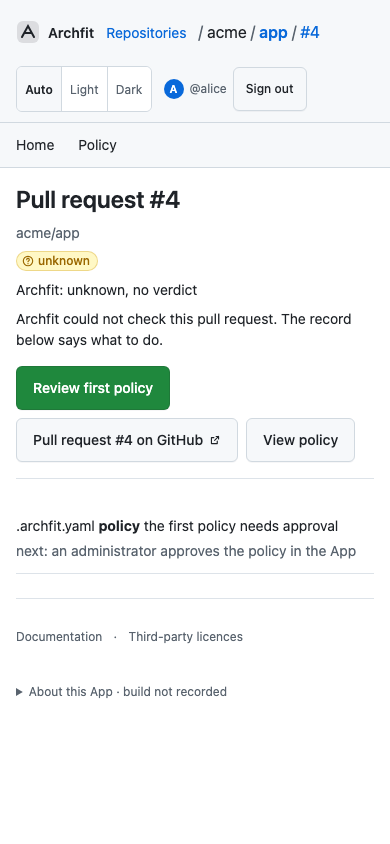 Archfit Repositories / acme / app / #4
Auto Light Dark A @alice Sign out
Home Policy
Pull request #4
acme/app
unknown
Archfit: unknown, no verdict
Archfit could not check this pull request. The record
below says what to do.
Review first policy
Pull request #4 on GitHub View policy
.archfit.yaml policy the first policy needs approval
next: an administrator approves the policy in the App
Documentation · Third-party licences
About this App · build not recorded